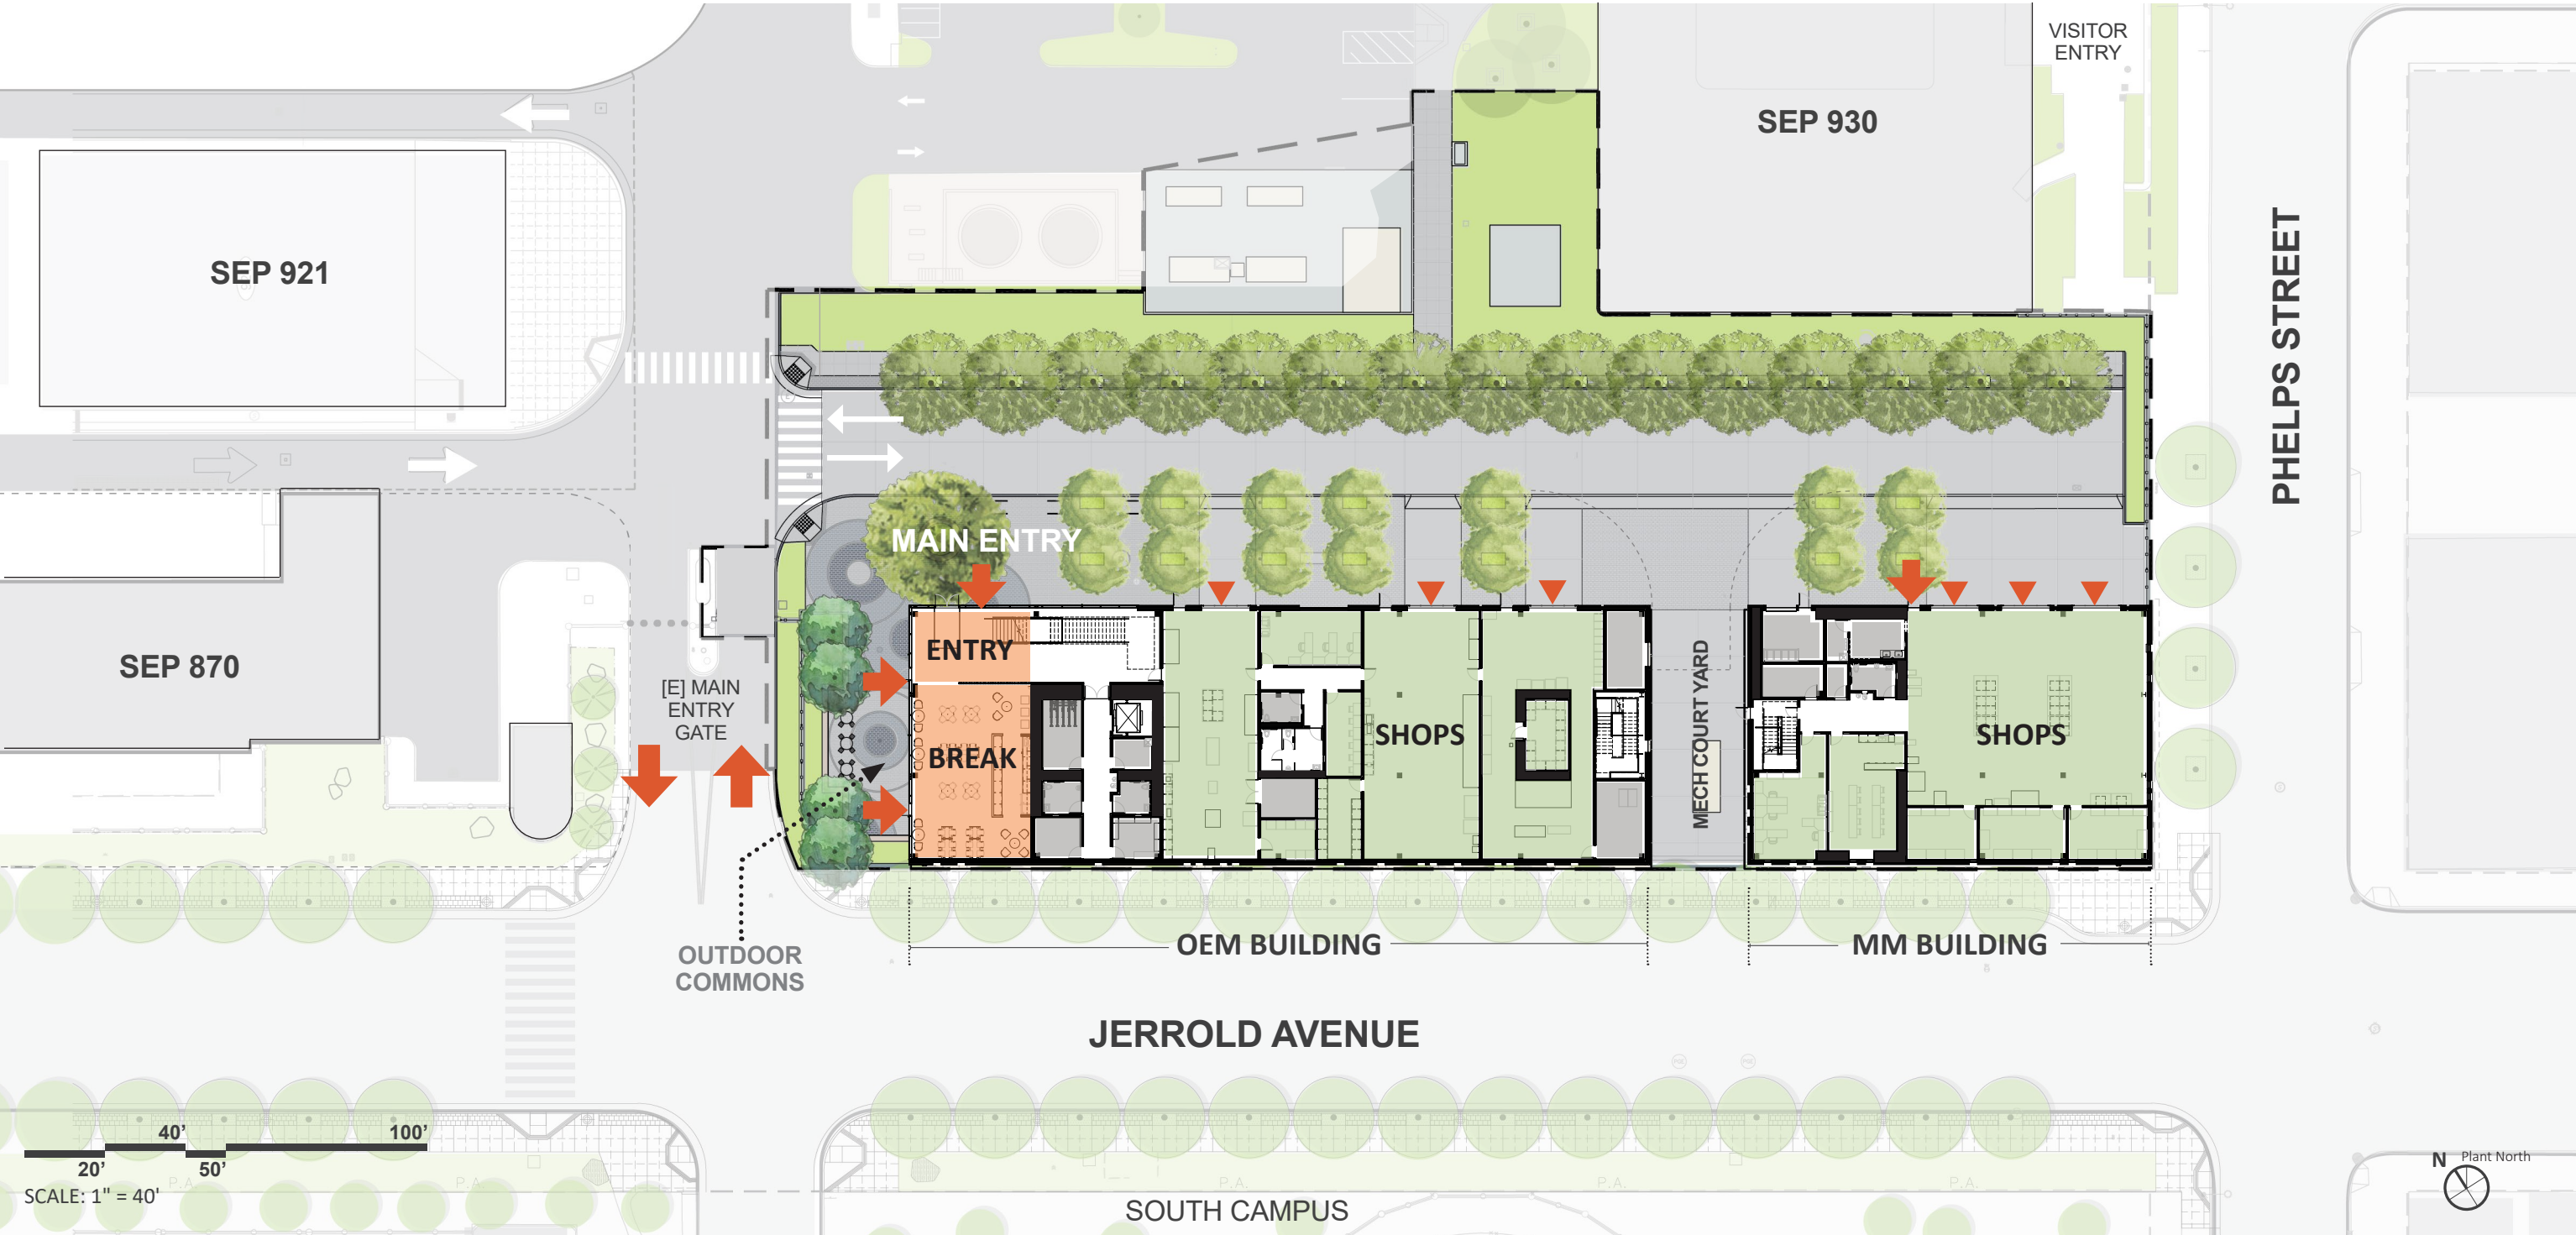 VISITOR
ENTRY
SEP 930
SEP 921
PHELPS STREET
MAIN ENTRY
SEP 870
[E] MAIN
ENTRY
GATE
ENTRY
BREAK
SHOPS
MECH COURT YARD
SHOPS
OUTDOOR
COMMONS
OEM BUILDING
MM BUILDING
JERROLD AVENUE
40'
100'
20'
50'
SCALE: 1" = 40'
P.A.
P.A.
P.A.
P.A.
P.A.
SOUTH CAMPUS
N
Plant North